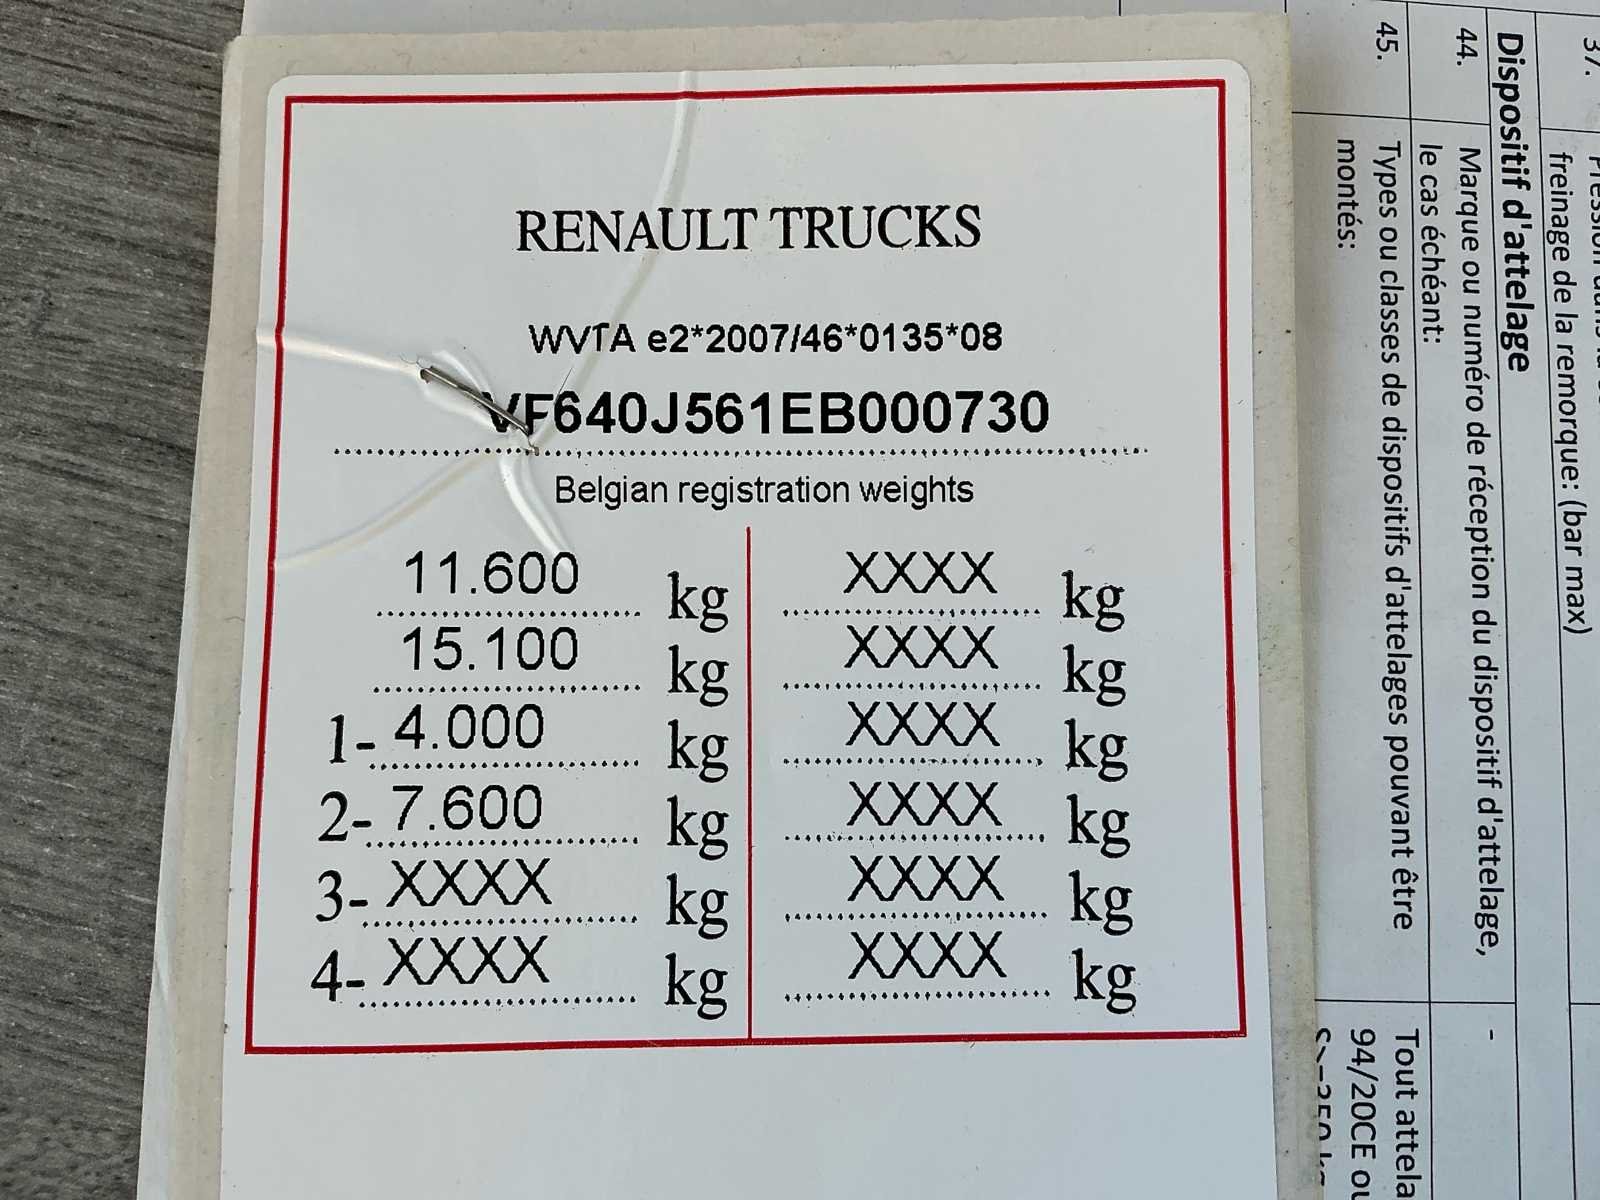 RENAULT TRUCKS
WVTA e2*2007/46*0135*08
VF640J561EB000730
Belgian registration weights
11.600 kg XXXX kg
15.100 kg XXXX kg
1- 4.000 kg XXXX kg
2- 7.600 kg XXXX kg
3- XXXX kg XXXX kg
4- XXXX kg XXXX kg
37.
freinage de la remorque: (bar max)
Dispositif d'attelage
44. Marque ou numéro de réception du dispositif d'attelage, -
le cas échéant:
45. Types ou classes de dispositifs d'attelages pouvant être Tout attela
montés: 94/20CE ou